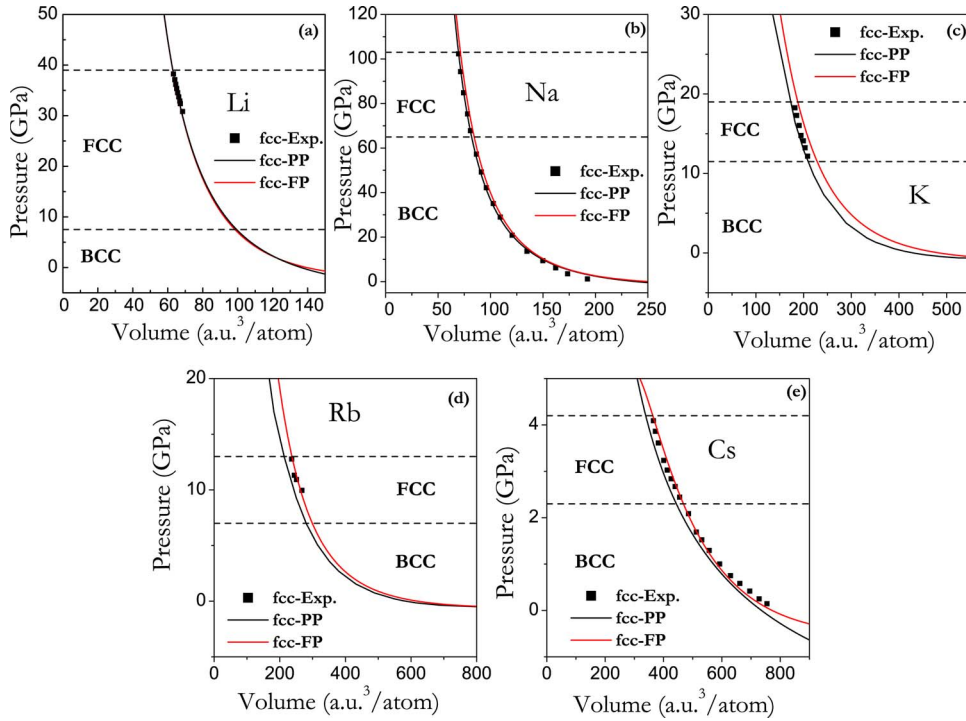 (a)
50
40
30
20
10
0
Pressure (GPa)
Li
FCC
fcc-Exp.
fcc-PP
fcc-FP
BCC
0 20 40 60 80 100 120 140
Volume (a.u.³/atom)
(b)
120
100
80
60
40
20
0
Pressure (GPa)
Na
FCC
fcc-Exp.
fcc-PP
fcc-FP
BCC
0 50 100 150 200 250
Volume (a.u.³/atom)
(c)
30
20
10
0
Pressure (GPa)
fcc-Exp.
fcc-PP
fcc-FP
FCC
K
BCC
0 100 200 300 400 500
Volume (a.u.³/atom)
(d)
20
10
0
Pressure (GPa)
Rb
FCC
BCC
fcc-Exp.
fcc-PP
fcc-FP
0 200 400 600 800
Volume (a.u.³/atom)
(e)
4
2
0
Pressure (GPa)
Cs
FCC
BCC
fcc-Exp.
fcc-PP
fcc-FP
0 200 400 600 800
Volume (a.u.³/atom)